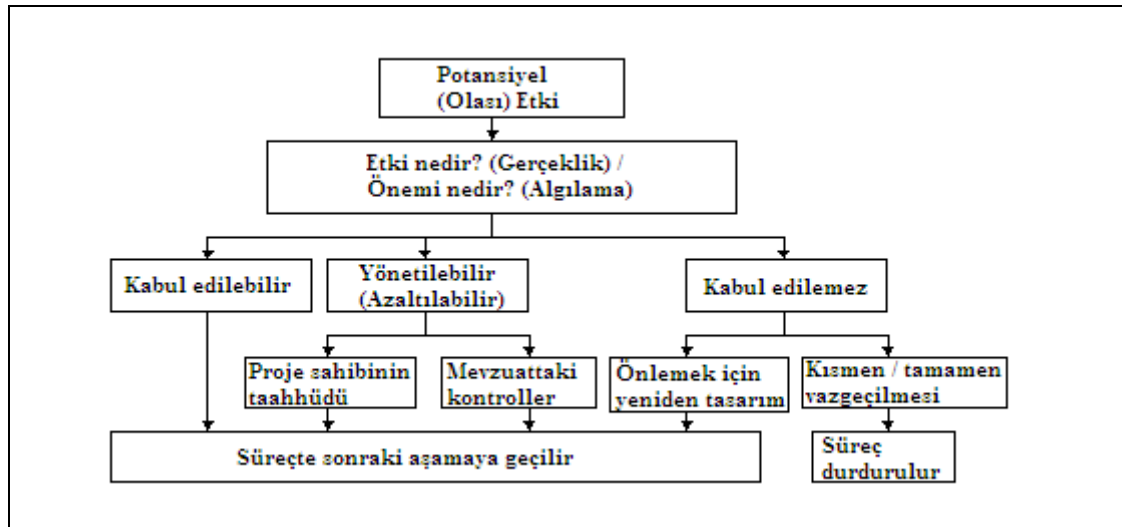 Potansiyel
(Olası) Etki
Etki nedir? (Gerçeklik) /
Önemi nedir? (Algılama)
Kabul edilebilir
Yönetilebilir
(Azaltılabilir)
Kabul edilemez
Proje sahibinin
taahhüdü
Mevzuattaki
kontroller
Önlemek için
yeniden tasarım
Kısmen / tamamen
vazgeçilmesi
Süreçte sonraki aşamaya geçilir
Süreç
durdurulur